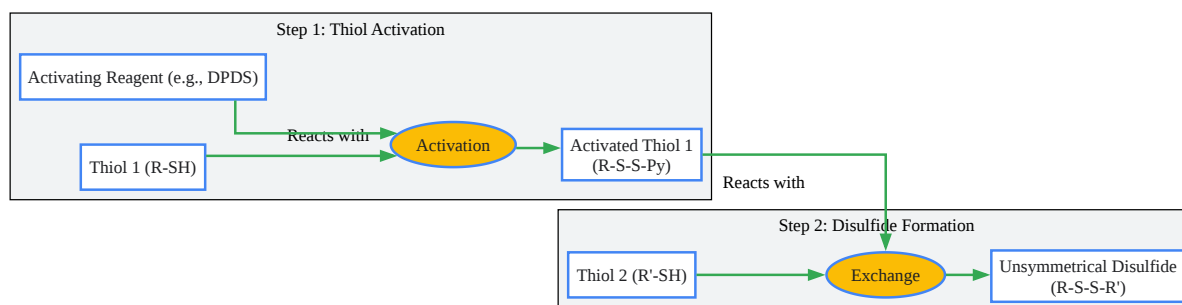 Step 1: Thiol Activation
Activating Reagent (e.g., DPDS)
Reacts with
Thiol 1 (R-SH)
Activation
Activated Thiol 1
(R-S-S-Py)
Reacts with
Step 2: Disulfide Formation
Thiol 2 (R'-SH)
Exchange
Unsymmetrical Disulfide
(R-S-S-R')